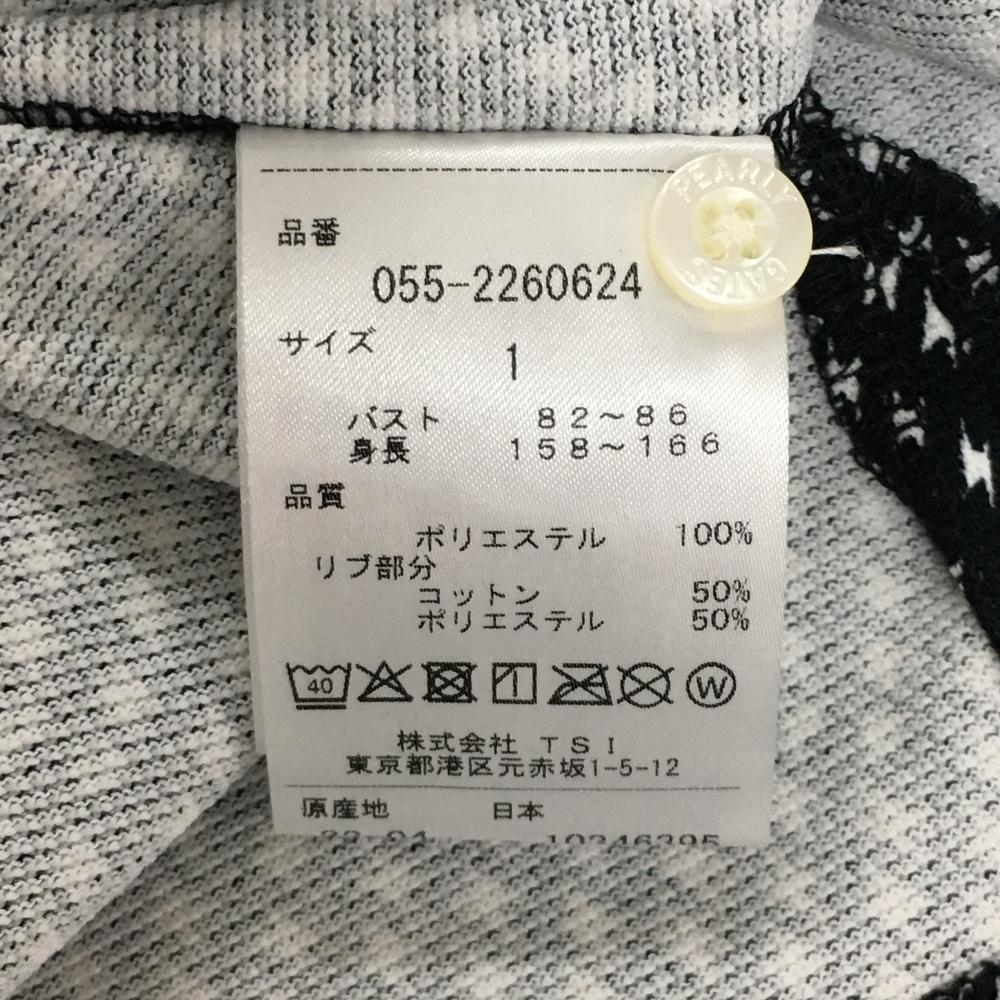 PEARLY GATES
品番
055-2260624
サイズ
1
バスト 82~86
身長 158~166
品質
ポリエステル 100%
リブ部分
コットン 50%
ポリエステル 50%
40 W
株式会社 TSI
東京都港区元赤坂1-5-12
原産地 日本